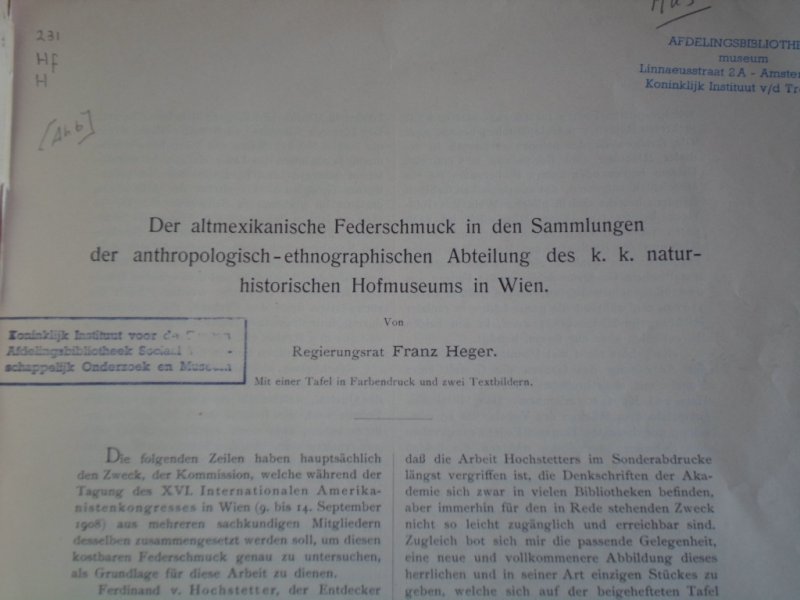 231
Hf
H
[Abb]
AFDELINGSBIBLIOTHE
museum
Linnaeusstraat 2A - Amster
Koninklijk Instituut v/d Tro
Der altmexikanische Federschmuck in den Sammlungen
der anthropologisch-ethnographischen Abteilung des k. k. natur-
historischen Hofmuseums in Wien.
Von
Regierungsrat Franz Heger.
Mit einer Tafel in Farbendruck und zwei Textbildern.
Koninklijk Instituut voor de
Afdelingsbibliotheek Sociaal
schappelijk Onderzoek en Museum
Die folgenden Zeilen haben hauptsächlich
den Zweck, der Kommission, welche während der
Tagung des XVI. Internationalen Amerika-
nistenkongresses in Wien (9. bis 14. September
1908) aus mehreren sachkundigen Mitgliedern
desselben zusammengesetzt werden soll, um diesen
kostbaren Federschmuck genau zu untersuchen,
als Grundlage für diese Arbeit zu dienen.
Ferdinand v. Hochstetter, der Entdecker
daß die Arbeit Hochstetters im Sonderabdrucke
längst vergriffen ist, die Denkschriften der Aka-
demie sich zwar in vielen Bibliotheken befinden,
aber immerhin für den in Rede stehenden Zweck
nicht so leicht zugänglich und erreichbar sind.
Zugleich bot sich mir die passende Gelegenheit,
eine neue und vollkommenere Abbildung dieses
herrlichen und in seiner Art einzigen Stückes zu
geben, welche sich auf der beigehefteten Tafel